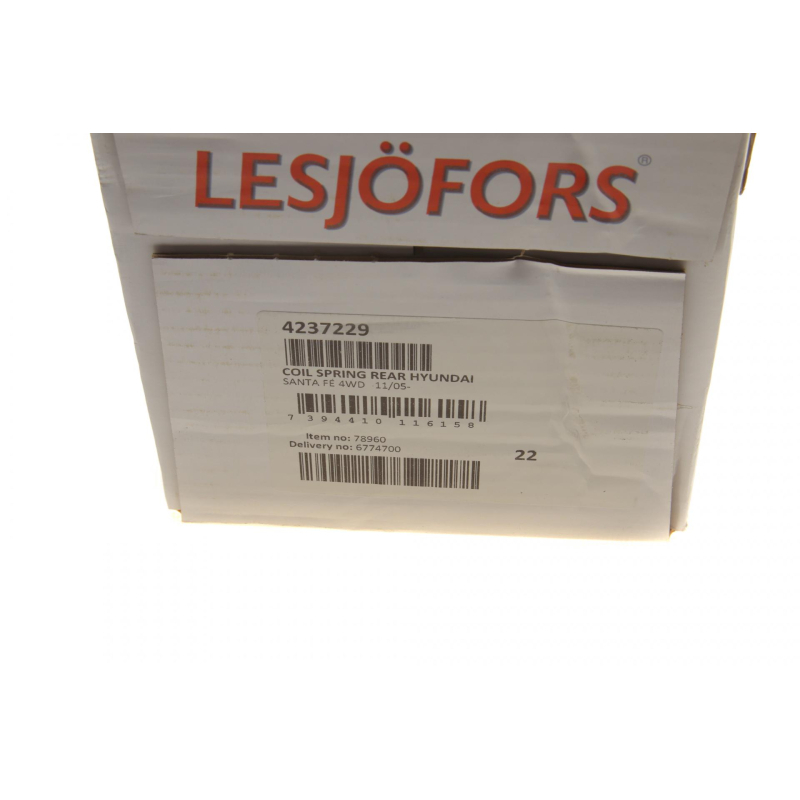 LESJÖFORS®
4237229
COIL SPRING REAR HYUNDAI
SANTA FÉ 4WD 11/05-
7 394410 116158
Item no: 78960
Delivery no: 6774700
22